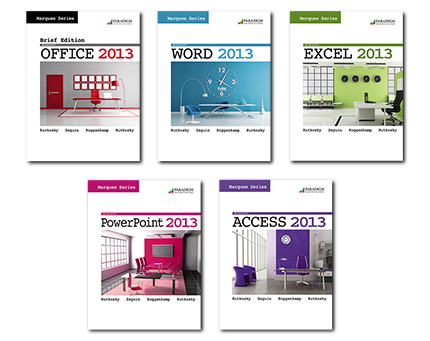 Marquee Series
PARADIGM
Brief Edition
OFFICE 2013
Rutkosky Seguin Roggenkamp Rutkosky
Marquee Series
PARADIGM
WORD 2013
Rutkosky Seguin Roggenkamp Rutkosky
Marquee Series
PARADIGM
EXCEL 2013
Rutkosky Seguin Roggenkamp Rutkosky
Marquee Series
PARADIGM
PowerPoint 2013
Rutkosky Seguin Roggenkamp Rutkosky
Marquee Series
PARADIGM
ACCESS 2013
Rutkosky Seguin Roggenkamp Rutkosky